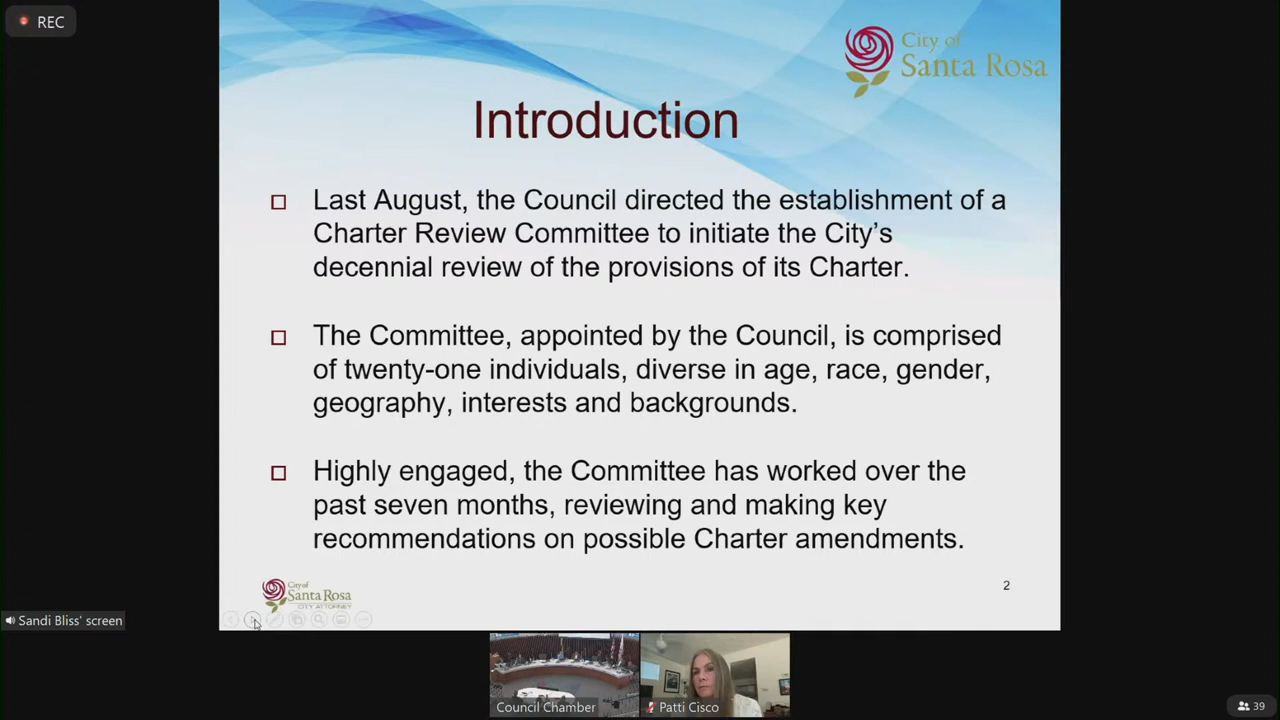 REC
City of
Santa Rosa
Introduction
Last August, the Council directed the establishment of a
Charter Review Committee to initiate the City’s
decennial review of the provisions of its Charter.
The Committee, appointed by the Council, is comprised
of twenty-one individuals, diverse in age, race, gender,
geography, interests and backgrounds.
Highly engaged, the Committee has worked over the
past seven months, reviewing and making key
recommendations on possible Charter amendments.
City of
Santa Rosa
CITY ATTORNEY
2
Sandi Bliss' screen
Council Chamber
Patti Cisco
39